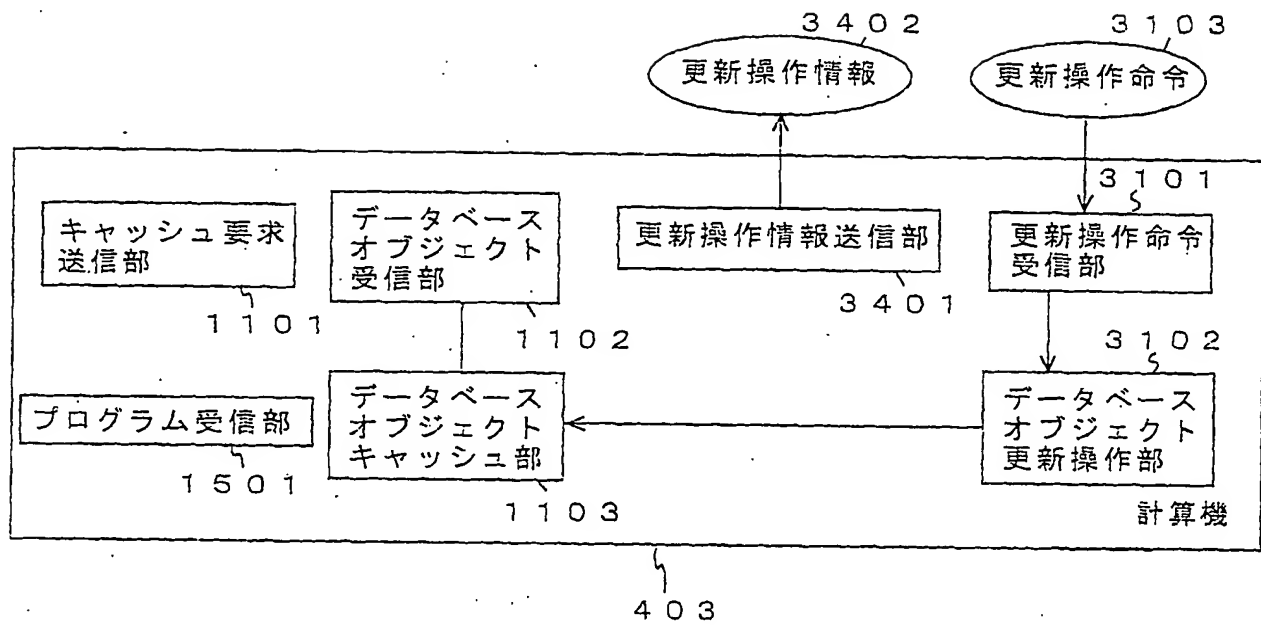 3402
3103
更新操作情報
更新操作命令
3101
キャッシュ要求
送信部
1101
データベース
オブジェクト
受信部
1102
更新操作情報送信部
3401
更新操作命令
受信部
3102
プログラム受信部
1501
データベース
オブジェクト
キャッシュ部
1103
データベース
オブジェクト
更新操作部
計算機
403